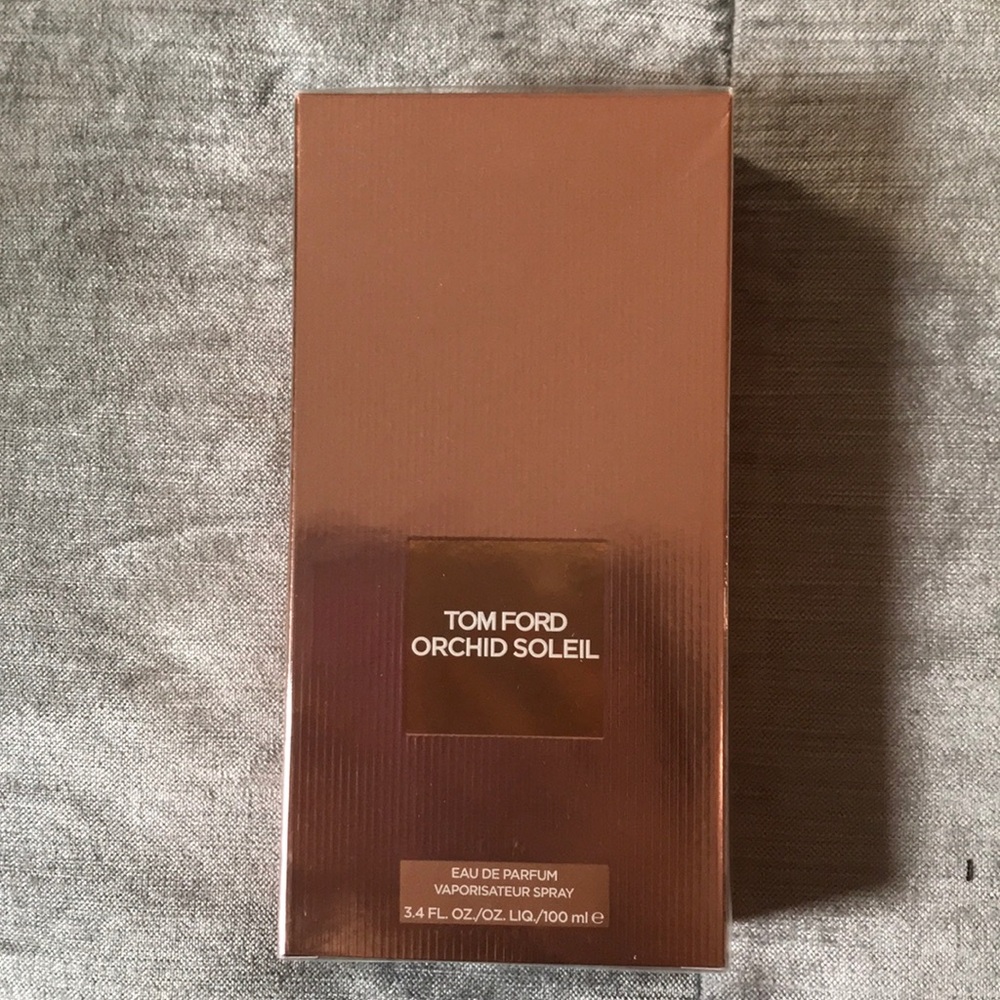 TOM FORD
ORCHID SOLEIL
EAU DE PARFUM
VAPORISATEUR SPRAY
3.4 FL. OZ./OZ. LIQ./100 ml ℮